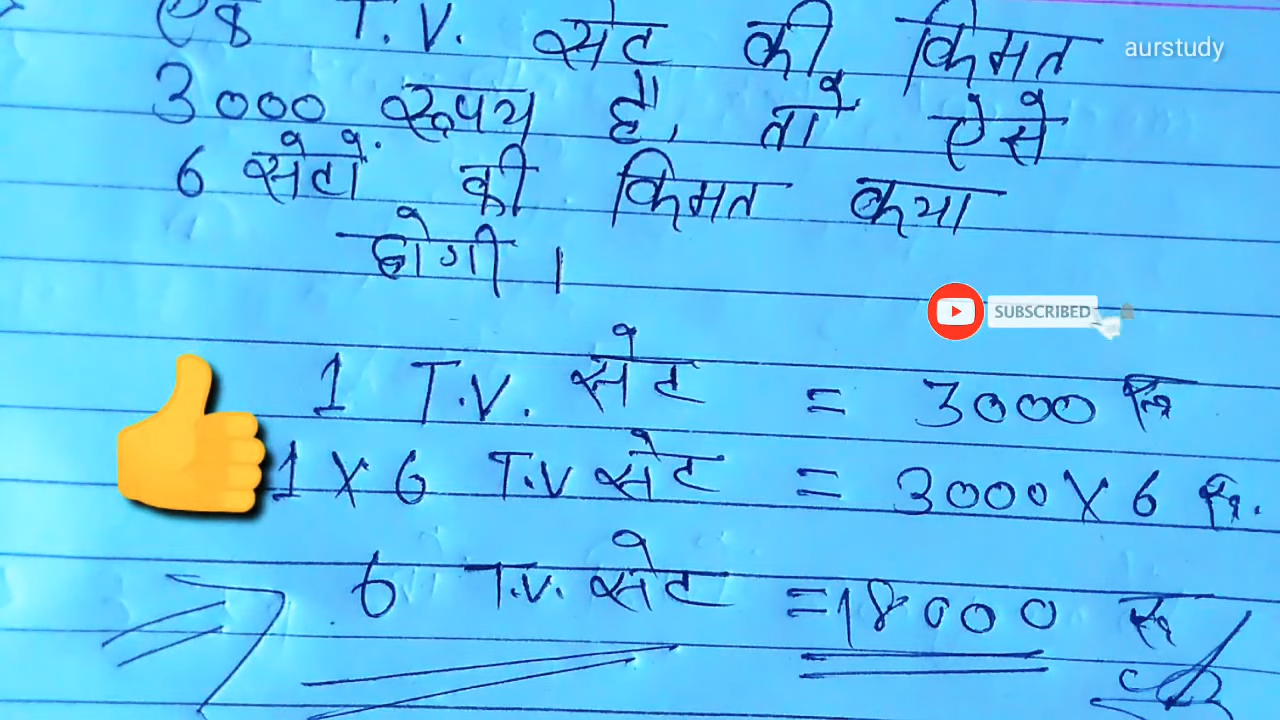 एक T.V. सेट की किमत
aurstudy
3000 रूपय है, तो ऐसे
6 सेटों की किमत क्या
होगी ।
SUBSCRIBED
1 T.V. सेट = 3000 रू
1 X 6 T.V सेट = 3000 X 6 रू.
6 T.V. सेट = 18000 रू